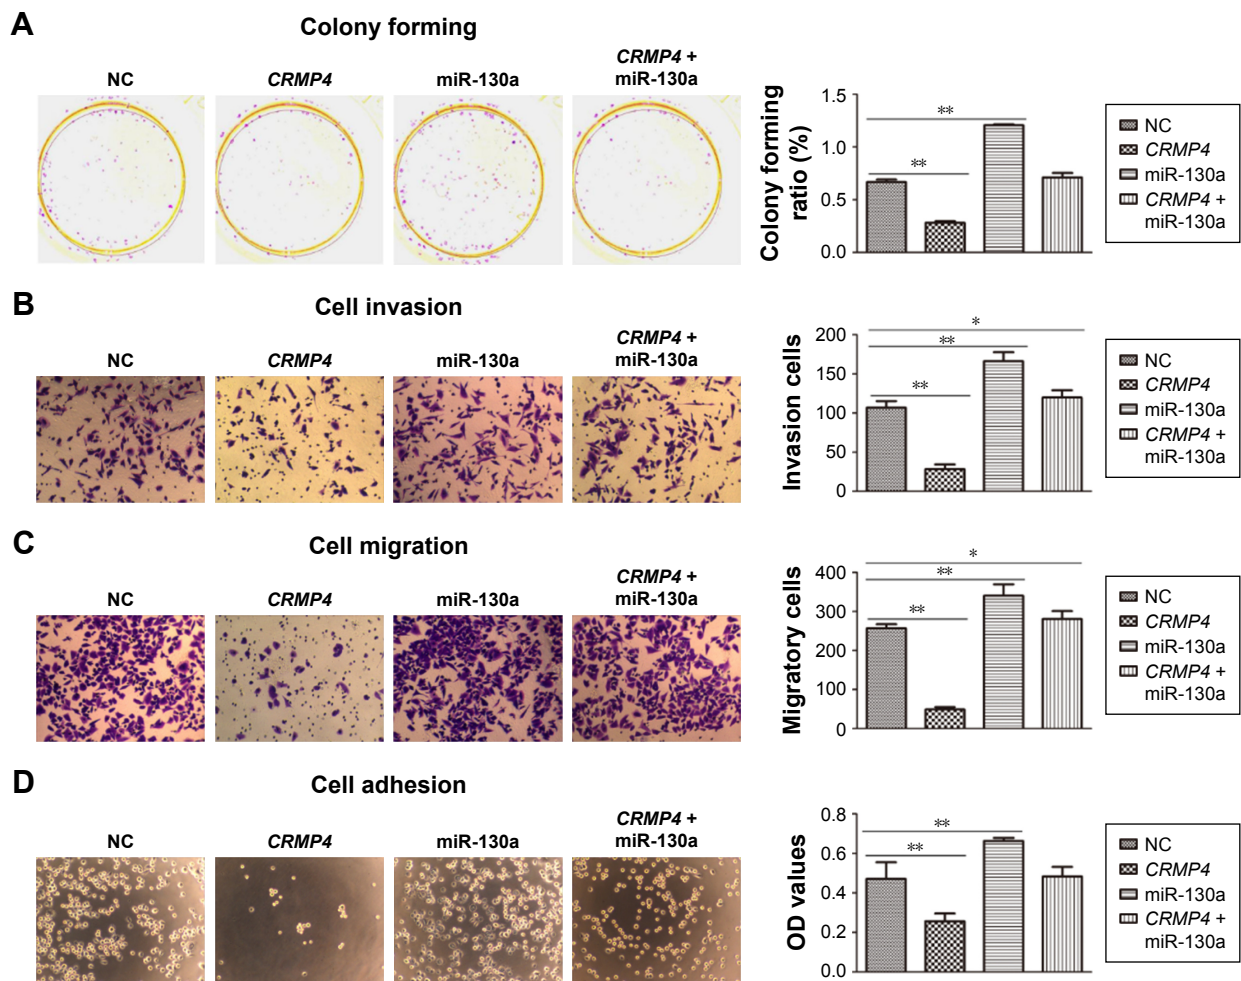 A
Colony forming
NC
CRMP4
miR-130a
CRMP4 +
miR-130a
Colony forming
ratio (%)
1.5
1.0
0.5
0.0
**
**
NC
CRMP4
miR-130a
CRMP4 +
miR-130a
B
Cell invasion
NC
CRMP4
miR-130a
CRMP4 +
miR-130a
Invasion cells
200
150
100
50
0
*
**
**
NC
CRMP4
miR-130a
CRMP4 +
miR-130a
C
Cell migration
NC
CRMP4
miR-130a
CRMP4 +
miR-130a
Migratory cells
400
300
200
100
0
*
**
**
NC
CRMP4
miR-130a
CRMP4 +
miR-130a
D
Cell adhesion
NC
CRMP4
miR-130a
CRMP4 +
miR-130a
OD values
0.8
0.6
0.4
0.2
0.0
**
**
NC
CRMP4
miR-130a
CRMP4 +
miR-130a